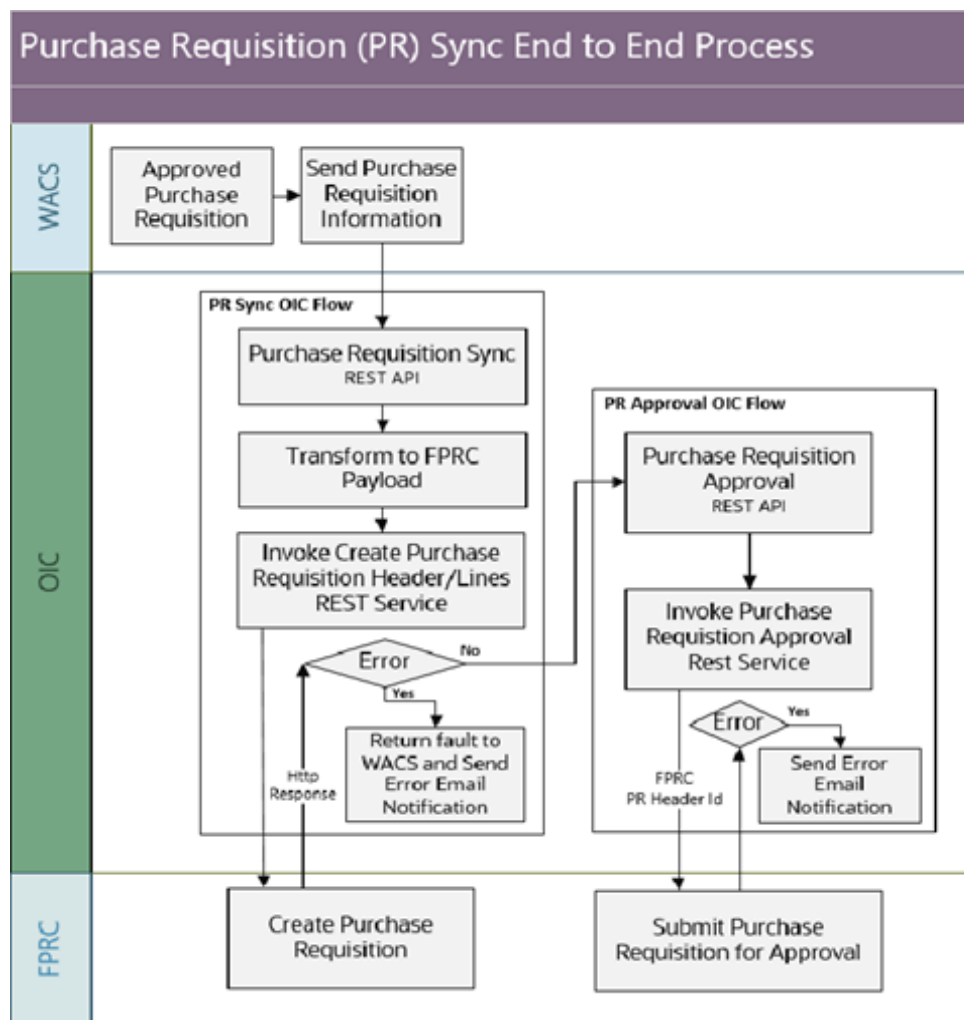 Purchase Requisition (PR) Sync End to End Process
WACS
Approved
Purchase
Requisition
Send Purchase
Requisition
Information
OIC
PR Sync OIC Flow
Purchase Requisition Sync
REST API
Transform to FPRC
Payload
Invoke Create Purchase
Requisition Header/Lines
REST Service
Error
No
Yes
Return fault to
WACS and Send
Error Email
Notification
Http
Response
PR Approval OIC Flow
Purchase Requisition
Approval
REST API
Invoke Purchase
Requistion Approval
Rest Service
Error
Yes
Send Error
Email
Notification
FPRC
PR Header Id
FPRC
Create Purchase
Requisition
Submit Purchase
Requisition for Approval